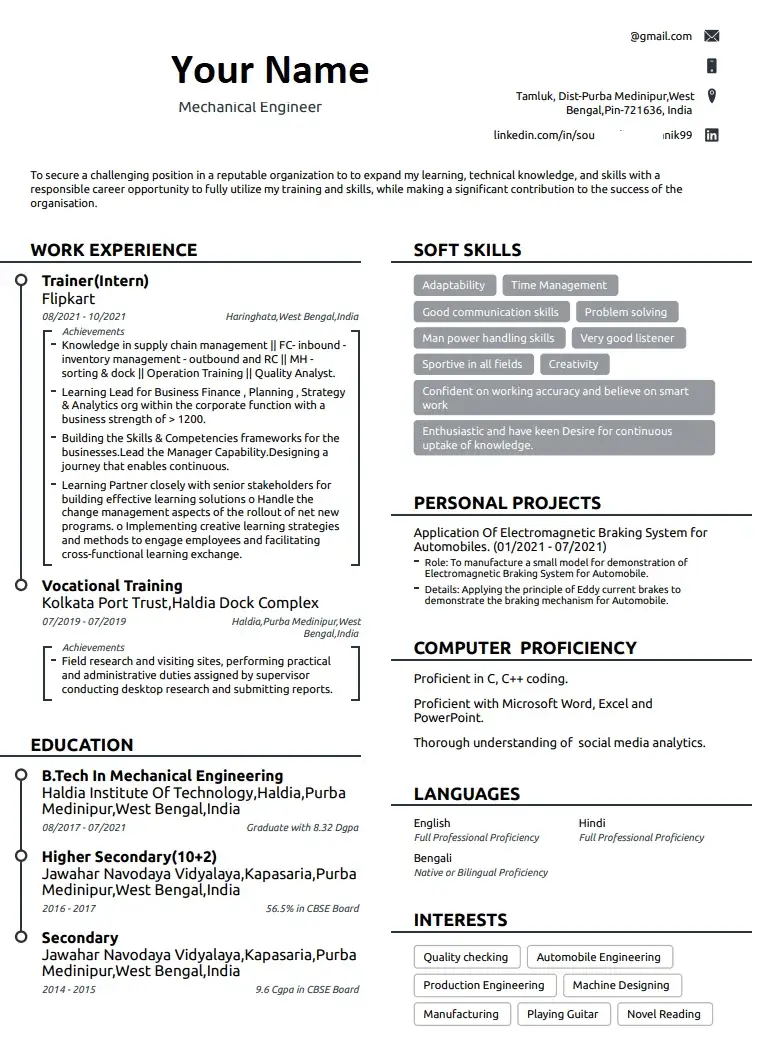 @gmail.com
Your Name
Mechanical Engineer
Tamluk, Dist-Purba Medinipur,West
Bengal,Pin-721636, India
linkedin.com/in/sou nik99
To secure a challenging position in a reputable organization to to expand my learning, technical knowledge, and skills with a
responsible career opportunity to fully utilize my training and skills, while making a significant contribution to the success of the
organisation.
WORK EXPERIENCE
Trainer(Intern)
Flipkart
08/2021 - 10/2021 Haringhata,West Bengal,India
Achievements
- Knowledge in supply chain management || FC- inbound -
inventory management - outbound and RC || MH -
sorting & dock || Operation Training || Quality Analyst.
- Learning Lead for Business Finance , Planning , Strategy
& Analytics org within the corporate function with a
business strength of > 1200.
- Building the Skills & Competencies frameworks for the
businesses.Lead the Manager Capability.Designing a
journey that enables continuous.
- Learning Partner closely with senior stakeholders for
building effective learning solutions o Handle the
change management aspects of the rollout of net new
programs. o Implementing creative learning strategies
and methods to engage employees and facilitating
cross-functional learning exchange.
Vocational Training
Kolkata Port Trust,Haldia Dock Complex
07/2019 - 07/2019 Haldia,Purba Medinipur,West
Bengal,India
Achievements
- Field research and visiting sites, performing practical
and administrative duties assigned by supervisor
conducting desktop research and submitting reports.
EDUCATION
B.Tech In Mechanical Engineering
Haldia Institute Of Technology,Haldia,Purba
Medinipur,West Bengal,India
08/2017 - 07/2021 Graduate with 8.32 Dgpa
Higher Secondary(10+2)
Jawahar Navodaya Vidyalaya,Kapasaria,Purba
Medinipur,West Bengal,India
2016 - 2017 56.5% in CBSE Board
Secondary
Jawahar Navodaya Vidyalaya,Kapasaria,Purba
Medinipur,West Bengal,India
2014 - 2015 9.6 Cgpa in CBSE Board
SOFT SKILLS
Adaptability Time Management
Good communication skills Problem solving
Man power handling skills Very good listener
Sportive in all fields Creativity
Confident on working accuracy and believe on smart
work
Enthusiastic and have keen Desire for continuous
uptake of knowledge.
PERSONAL PROJECTS
Application Of Electromagnetic Braking System for
Automobiles. (01/2021 - 07/2021)
- Role: To manufacture a small model for demonstration of
Electromagnetic Braking System for Automobile.
- Details: Applying the principle of Eddy current brakes to
demonstrate the braking mechanism for Automobile.
COMPUTER PROFICIENCY
Proficient in C, C++ coding.
Proficient with Microsoft Word, Excel and
PowerPoint.
Thorough understanding of social media analytics.
LANGUAGES
English Hindi
Full Professional Proficiency Full Professional Proficiency
Bengali
Native or Bilingual Proficiency
INTERESTS
Quality checking Automobile Engineering
Production Engineering Machine Designing
Manufacturing Playing Guitar Novel Reading